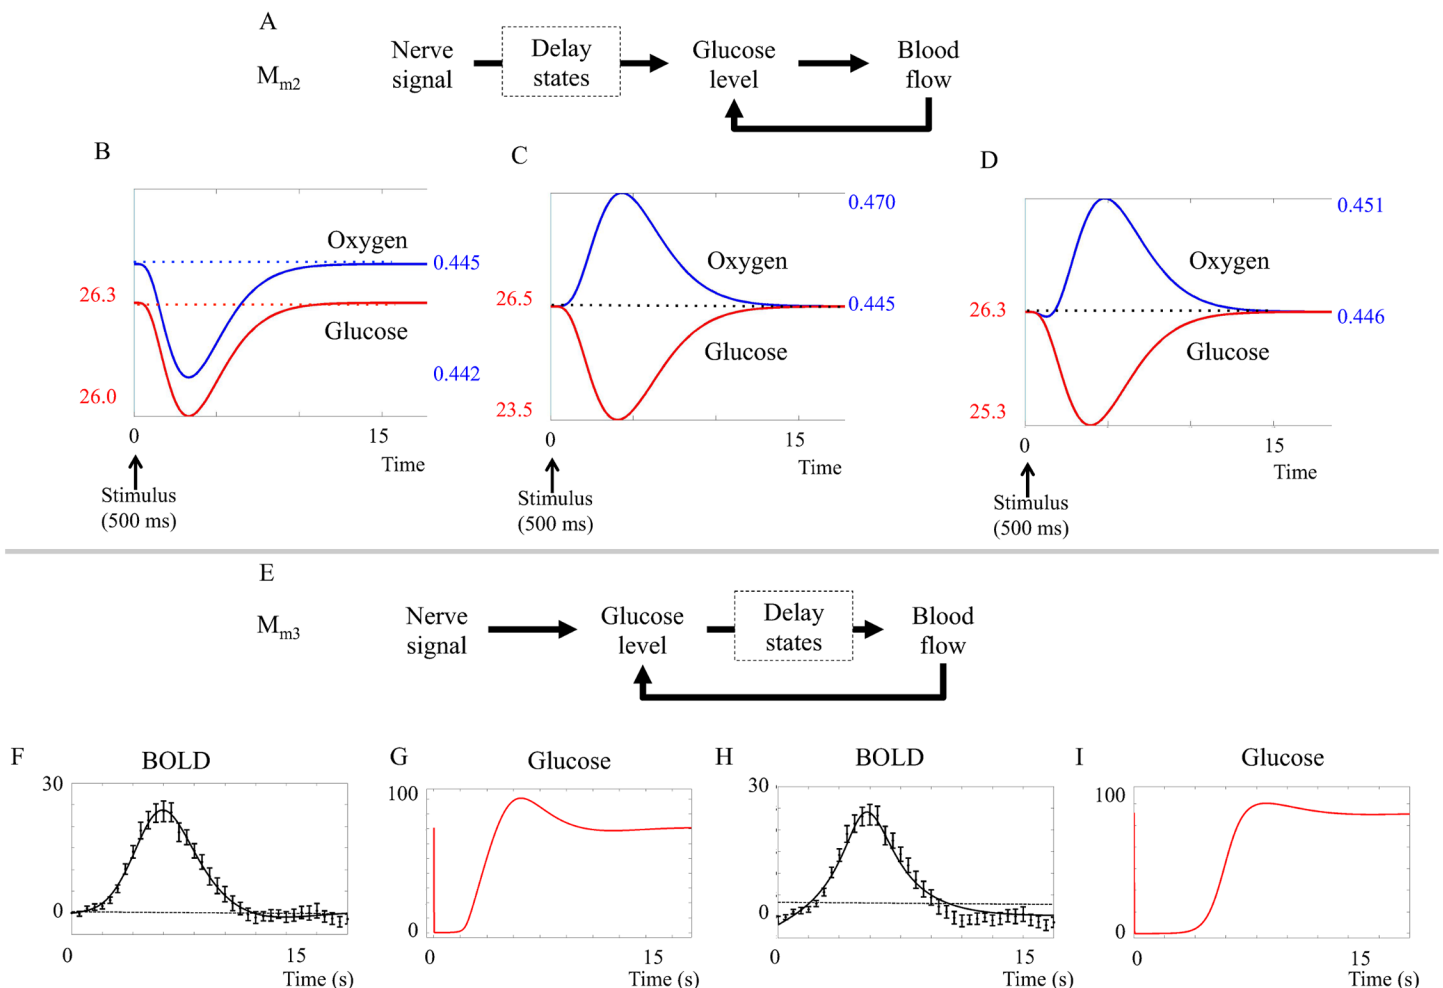 A
M_m2
Nerve signal
Delay states
Glucose level
Blood flow
B
Oxygen
0.445
26.3
Glucose
0.442
26.0
0
15
Time
Stimulus
(500 ms)
C
0.470
Oxygen
26.5
0.445
Glucose
23.5
0
15
Time
Stimulus
(500 ms)
D
0.451
Oxygen
26.3
0.446
Glucose
25.3
0
15
Time
Stimulus
(500 ms)
E
M_m3
Nerve signal
Glucose level
Delay states
Blood flow
F
BOLD
30
0
0
15
Time (s)
G
Glucose
100
0
0
15
Time (s)
H
BOLD
30
0
0
15
Time (s)
I
Glucose
100
0
0
15
Time (s)